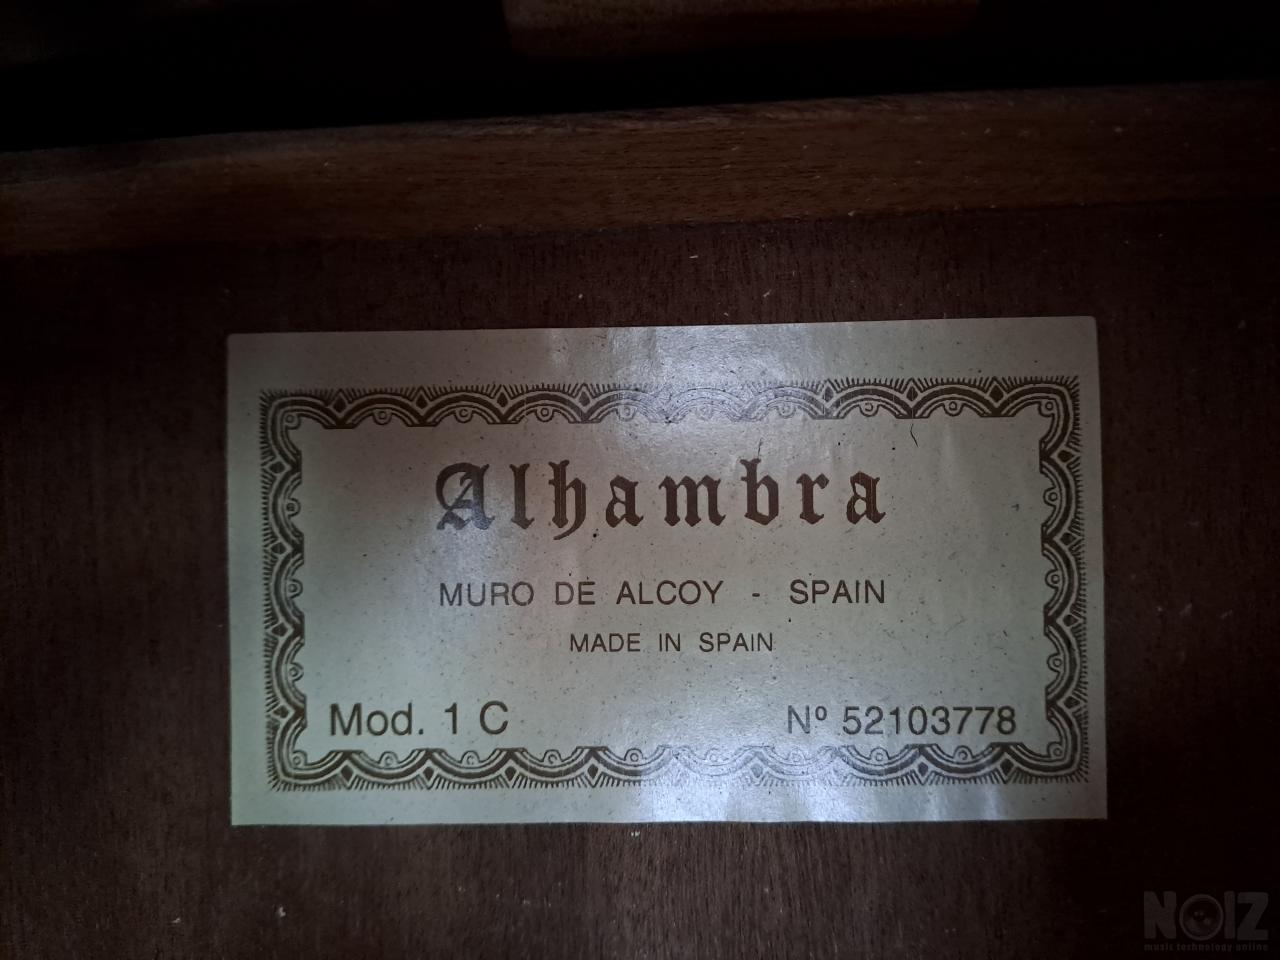 Alhambra
MURO DE ALCOY - SPAIN
MADE IN SPAIN
Mod. 1 C Nº 52103778
NOIZ
music technology online